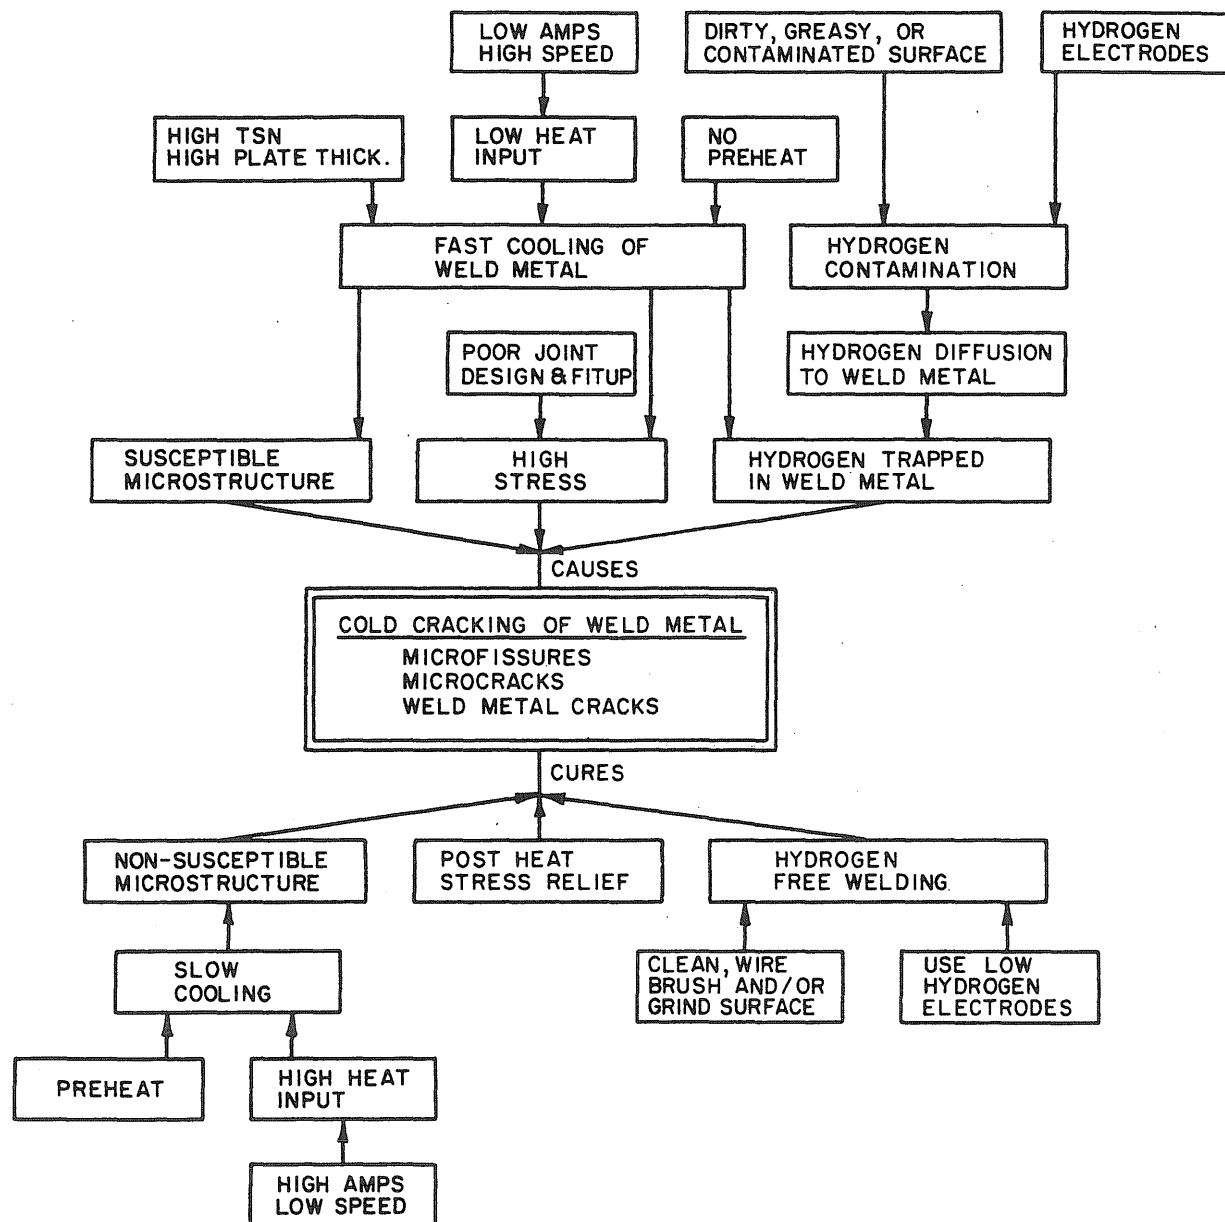 LOW AMPS
HIGH SPEED
DIRTY, GREASY, OR
CONTAMINATED SURFACE
HYDROGEN
ELECTRODES
HIGH TSN
HIGH PLATE THICK.
LOW HEAT
INPUT
NO
PREHEAT
FAST COOLING OF
WELD METAL
HYDROGEN
CONTAMINATION
POOR JOINT
DESIGN & FITUP
HYDROGEN DIFFUSION
TO WELD METAL
SUSCEPTIBLE
MICROSTRUCTURE
HIGH
STRESS
HYDROGEN TRAPPED
IN WELD METAL
CAUSES
COLD CRACKING OF WELD METAL
MICROFISSURES
MICROCRACKS
WELD METAL CRACKS
CURES
NON-SUSCEPTIBLE
MICROSTRUCTURE
POST HEAT
STRESS RELIEF
HYDROGEN
FREE WELDING
SLOW
COOLING
CLEAN, WIRE
BRUSH AND/OR
GRIND SURFACE
USE LOW
HYDROGEN
ELECTRODES
PREHEAT
HIGH HEAT
INPUT
HIGH AMPS
LOW SPEED